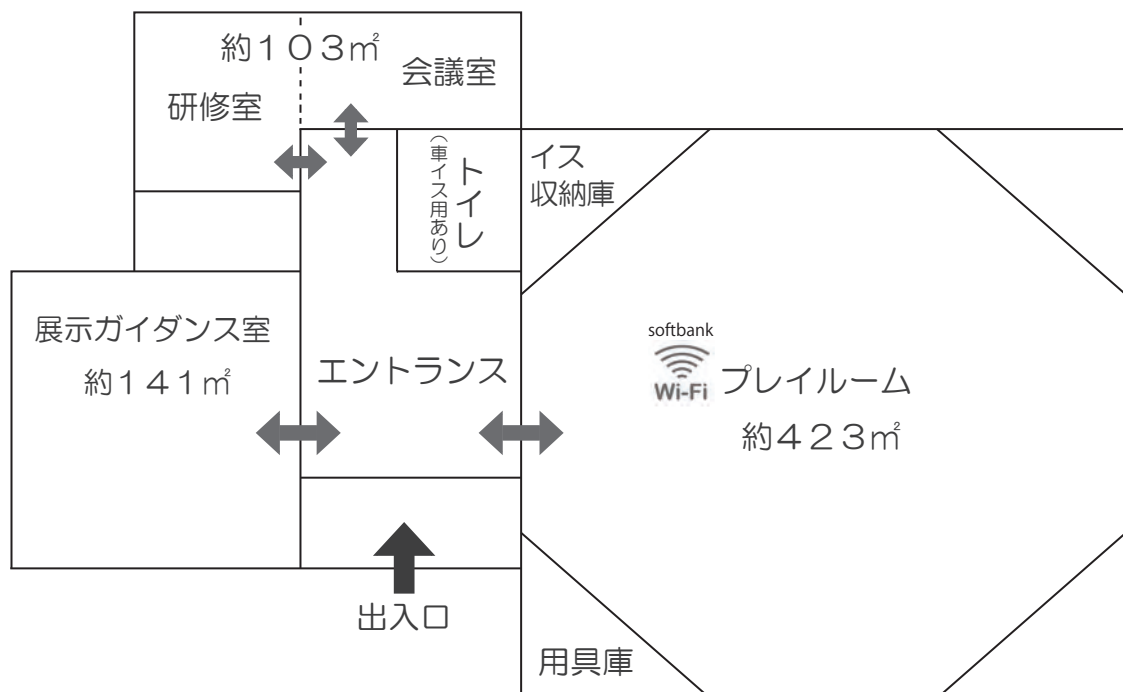 約１０３㎡
会議室
研修室
トイレ
（車イス用あり）
イス
収納庫
展示ガイダンス室
約１４１㎡
エントランス
softbank
Wi-Fi
プレイルーム
約４２３㎡
出入口
用具庫